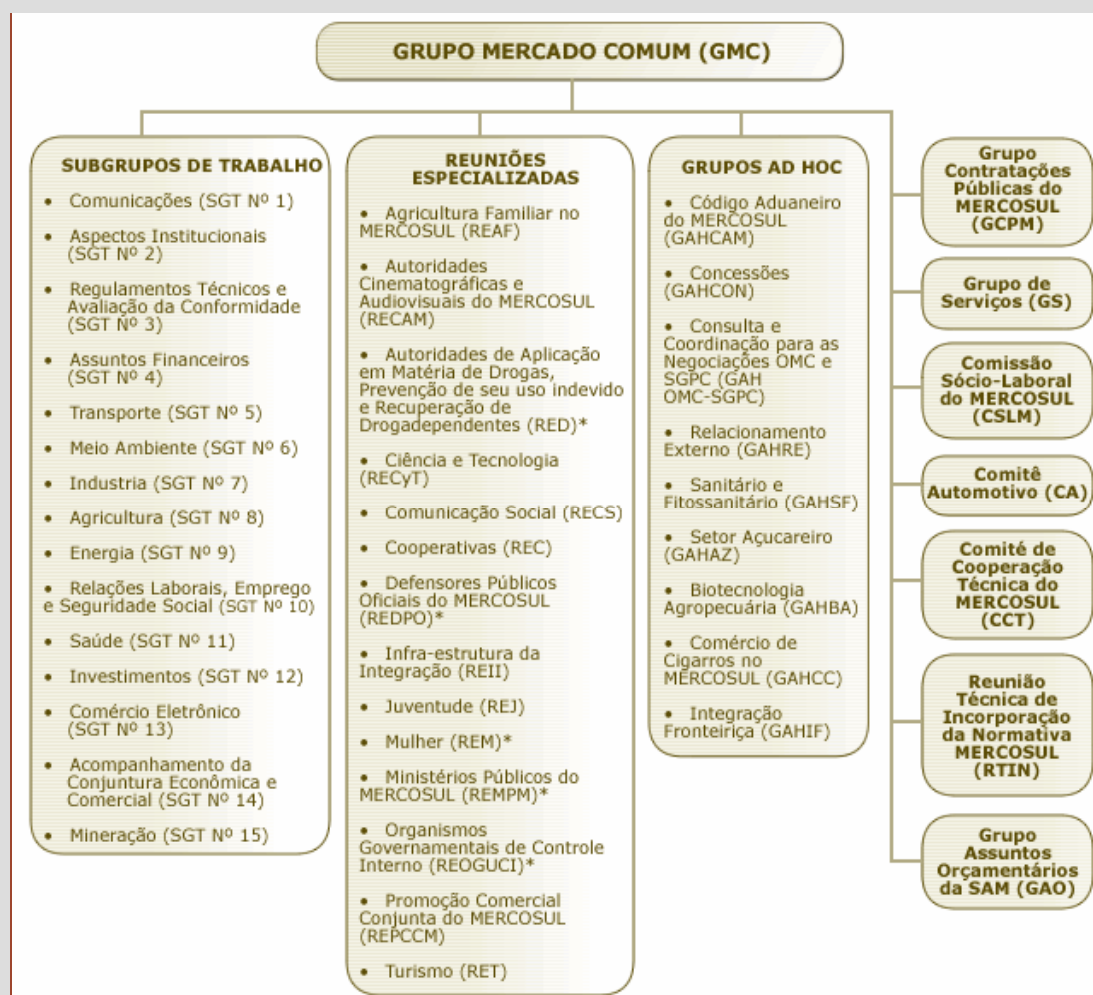 GRUPO MERCADO COMUM (GMC)
SUBGRUPOS DE TRABALHO
• Comunicações (SGT Nº 1)
• Aspectos Institucionais
(SGT Nº 2)
• Regulamentos Técnicos e
Avaliação da Conformidade
(SGT Nº 3)
• Assuntos Financeiros
(SGT Nº 4)
• Transporte (SGT Nº 5)
• Meio Ambiente (SGT Nº 6)
• Industria (SGT Nº 7)
• Agricultura (SGT Nº 8)
• Energia (SGT Nº 9)
• Relações Laborais, Emprego
e Seguridade Social (SGT Nº 10)
• Saúde (SGT Nº 11)
• Investimentos (SGT Nº 12)
• Comércio Eletrônico
(SGT Nº 13)
• Acompanhamento da
Conjuntura Econômica e
Comercial (SGT Nº 14)
• Mineração (SGT Nº 15)
REUNIÕES
ESPECIALIZADAS
• Agricultura Familiar no
MERCOSUL (REAF)
• Autoridades
Cinematográficas e
Audiovisuais do MERCOSUL
(RECAM)
• Autoridades de Aplicação
em Matéria de Drogas,
Prevenção de seu uso indevido
e Recuperação de
Drogadependentes (RED)*
• Ciência e Tecnologia
(RECyT)
• Comunicação Social (RECS)
• Cooperativas (REC)
• Defensores Públicos
Oficiais do MERCOSUL
(REDPO)*
• Infra-estrutura da
Integração (REII)
• Juventude (REJ)
• Mulher (REM)*
• Ministérios Públicos do
MERCOSUL (REMPM)*
• Organismos
Governamentais de Controle
Interno (REOGUCI)*
• Promoção Comercial
Conjunta do MERCOSUL
(REPCCM)
• Turismo (RET)
GRUPOS AD HOC
• Código Aduaneiro
do MERCOSUL
(GAHCAM)
• Concessões
(GAHCON)
• Consulta e
Coordinação para as
Negociações OMC e
SGPC (GAH
OMC-SGPC)
• Relacionamento
Externo (GAHRE)
• Sanitário e
Fitossanitário (GAHSF)
• Setor Açucareiro
(GAHAZ)
• Biotecnologia
Agropecuária (GAHBA)
• Comércio de
Cigarros no
MERCOSUL (GAHCC)
• Integração
Fronteiriça (GAHIF)
Grupo
Contratações
Públicas do
MERCOSUL
(GCPM)
Grupo de
Serviços (GS)
Comissão
Sócio-Laboral
do MERCOSUL
(CSLM)
Comitê
Automotivo (CA)
Comité de
Cooperação
Técnica do
MERCOSUL
(CCT)
Reunião
Técnica de
Incorporação
da Normativa
MERCOSUL
(RTIN)
Grupo
Assuntos
Orçamentários
da SAM (GAO)